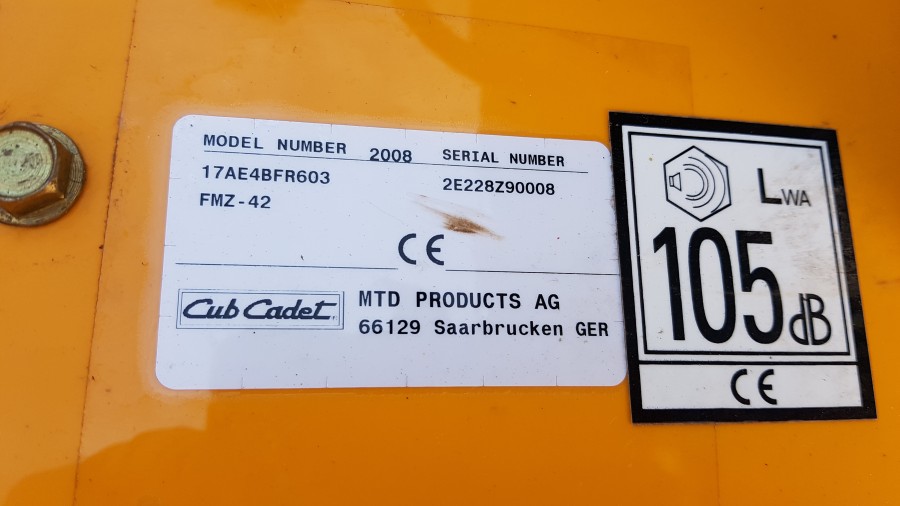 MODEL NUMBER 2008 SERIAL NUMBER
17AE4BFR603 2E228Z90008
FMZ-42
CE
Cub Cadet
MTD PRODUCTS AG
66129 Saarbrucken GER
LWA
105 dB
CE